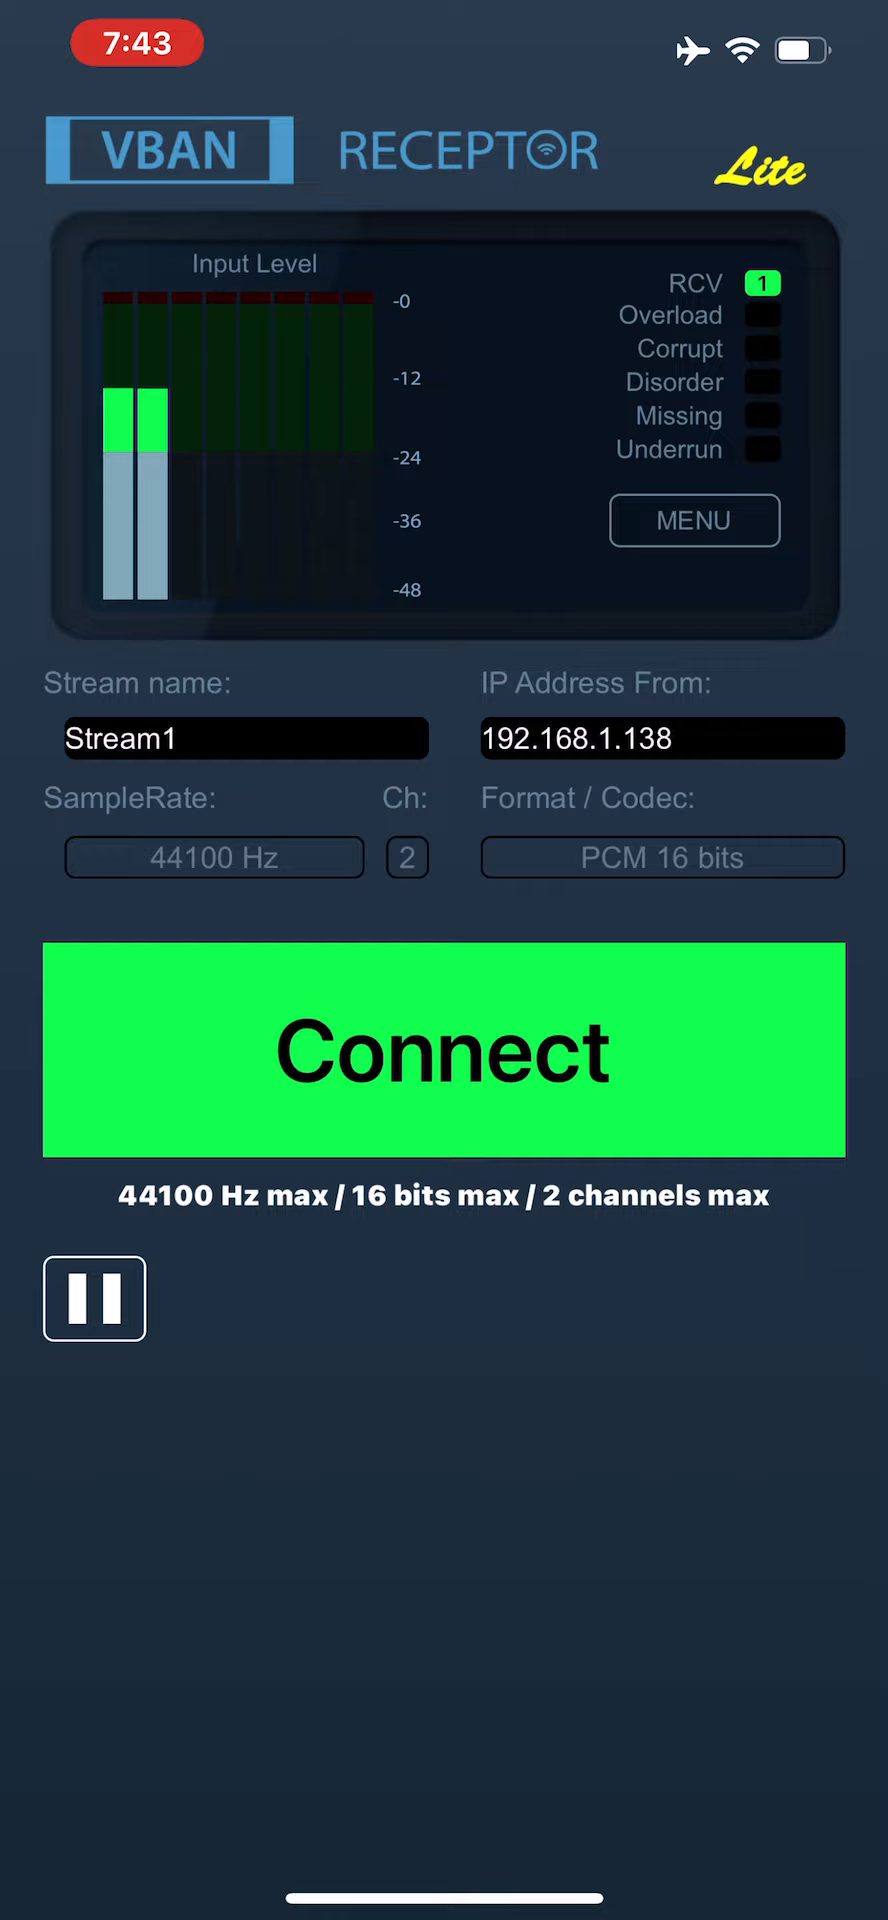 7:43
VBAN RECEPTOR Lite
Input Level
-0
-12
-24
-36
-48
RCV 1
Overload
Corrupt
Disorder
Missing
Underrun
MENU
Stream name: IP Address From:
Stream1 192.168.1.138
SampleRate: Ch: Format / Codec:
44100 Hz 2 PCM 16 bits
Connect
44100 Hz max / 16 bits max / 2 channels max